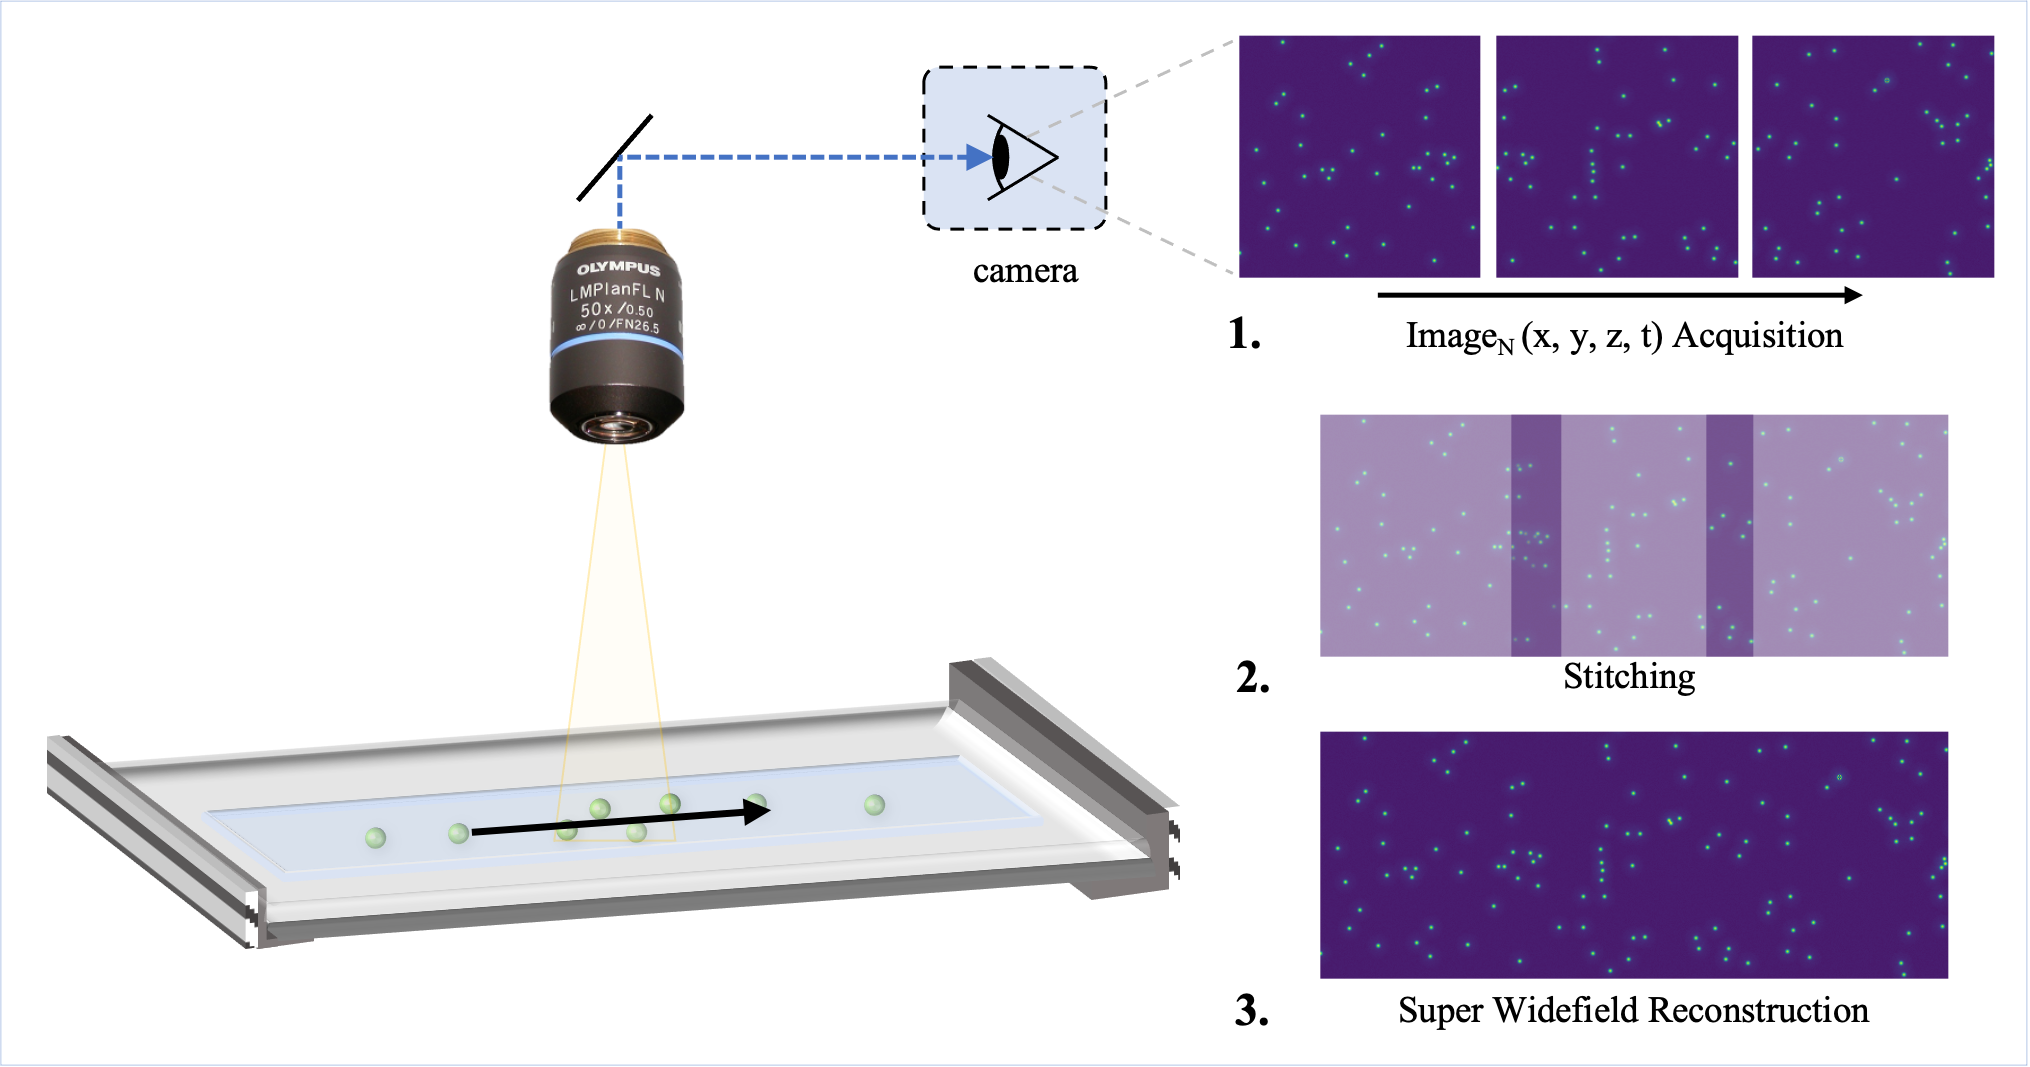 OLYMPUS
LMPlanFL N
50x/0.50
∞/0/FN26.5
camera
1. Image_N (x, y, z, t) Acquisition
2. Stitching
3. Super Widefield Reconstruction